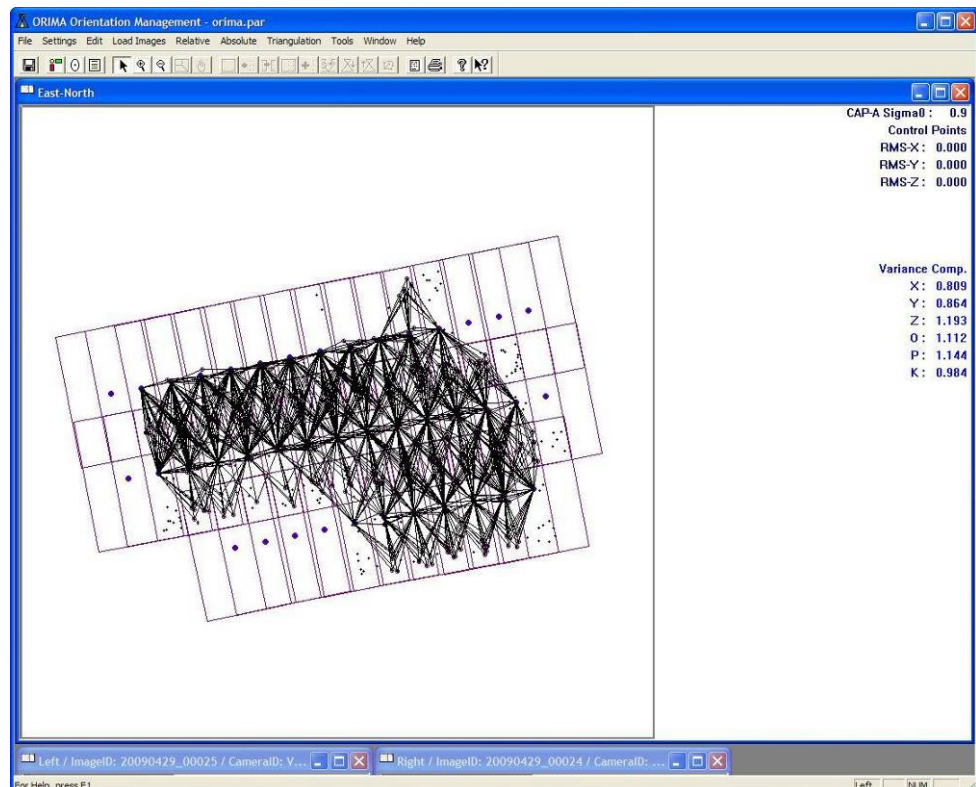 ORIMA Orientation Management - orima.par
File Settings Edit Load Images Relative Absolute Triangulation Tools Window Help
East-North
CAP-A Sigma0 : 0.9
Control Points
RMS-X : 0.000
RMS-Y : 0.000
RMS-Z : 0.000
Variance Comp.
X : 0.809
Y : 0.864
Z : 1.193
O : 1.112
P : 1.144
K : 0.984
Left / ImageID: 20090429_00025 / CameraID: V...
Right / ImageID: 20090429_00024 / CameraID: ...
For Help, press F1
Left NUM